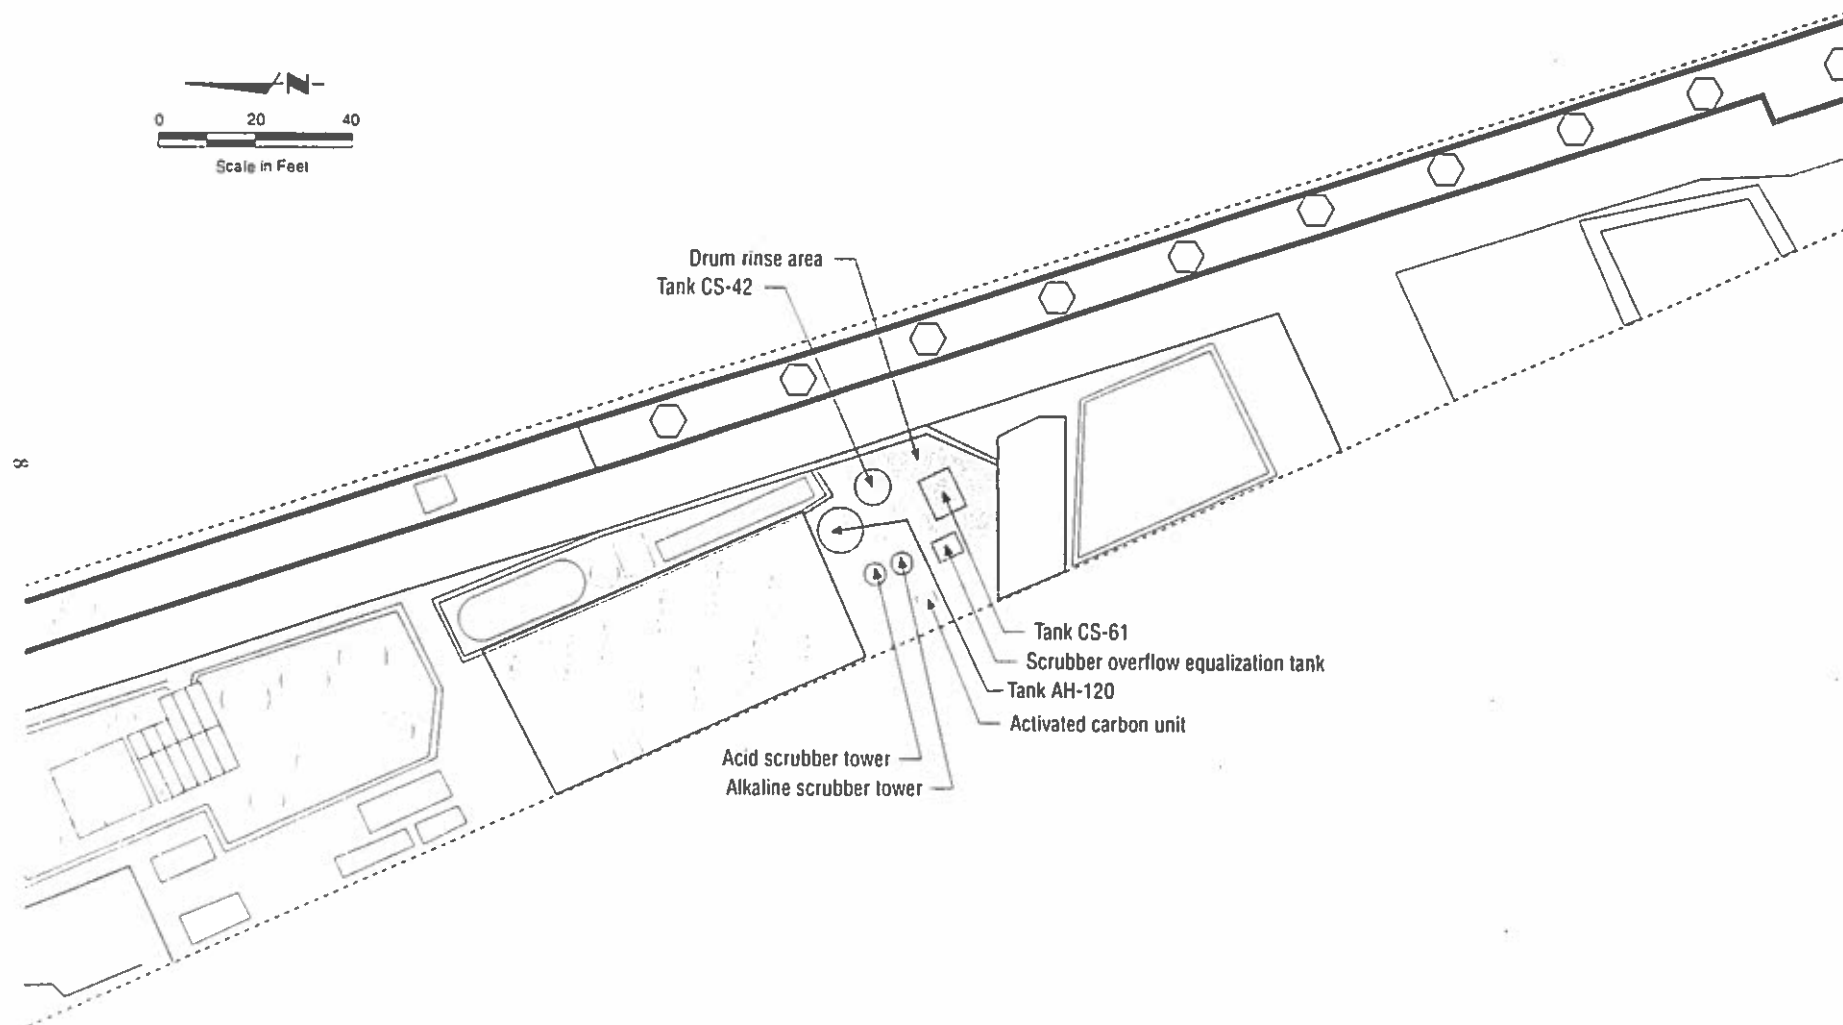 N
0 20 40
Scale in Feet
Drum rinse area
Tank CS-42
8
Tank CS-61
Scrubber overflow equalization tank
Tank AH-120
Activated carbon unit
Acid scrubber tower
Alkaline scrubber tower